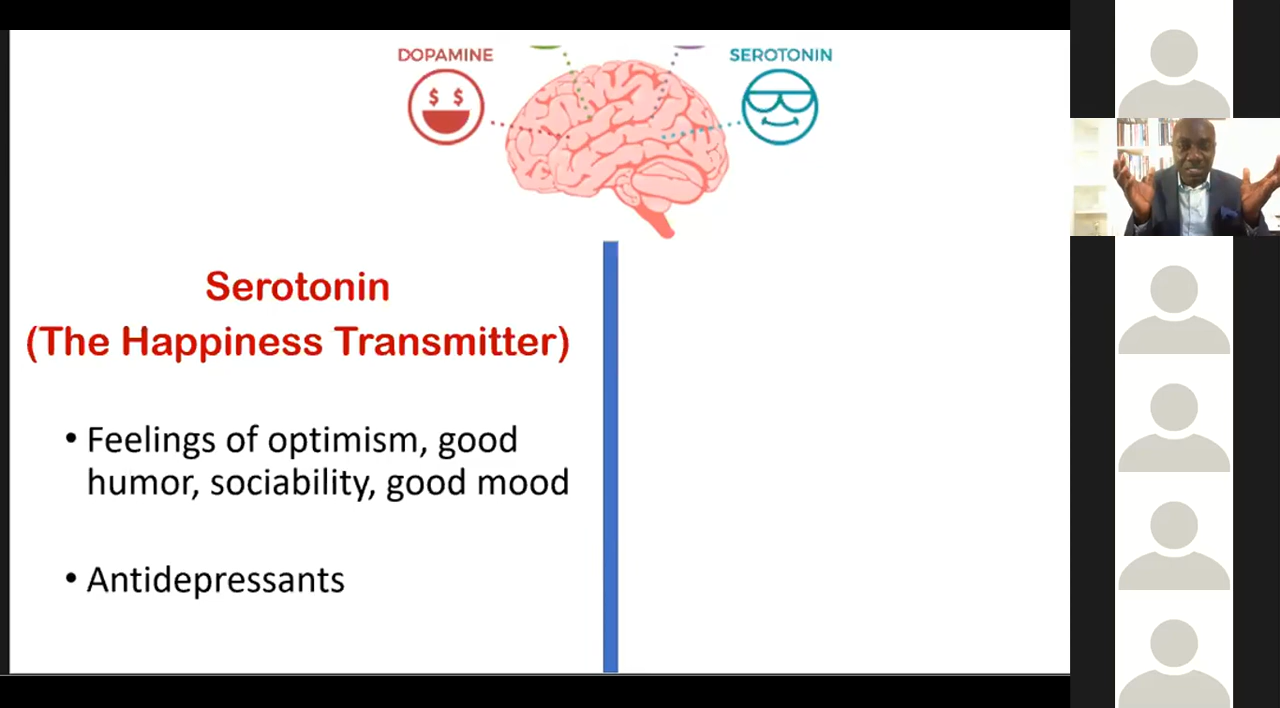 DOPAMINE
SEROTONIN
$ $
Serotonin
(The Happiness Transmitter)
• Feelings of optimism, good
humor, sociability, good mood
• Antidepressants